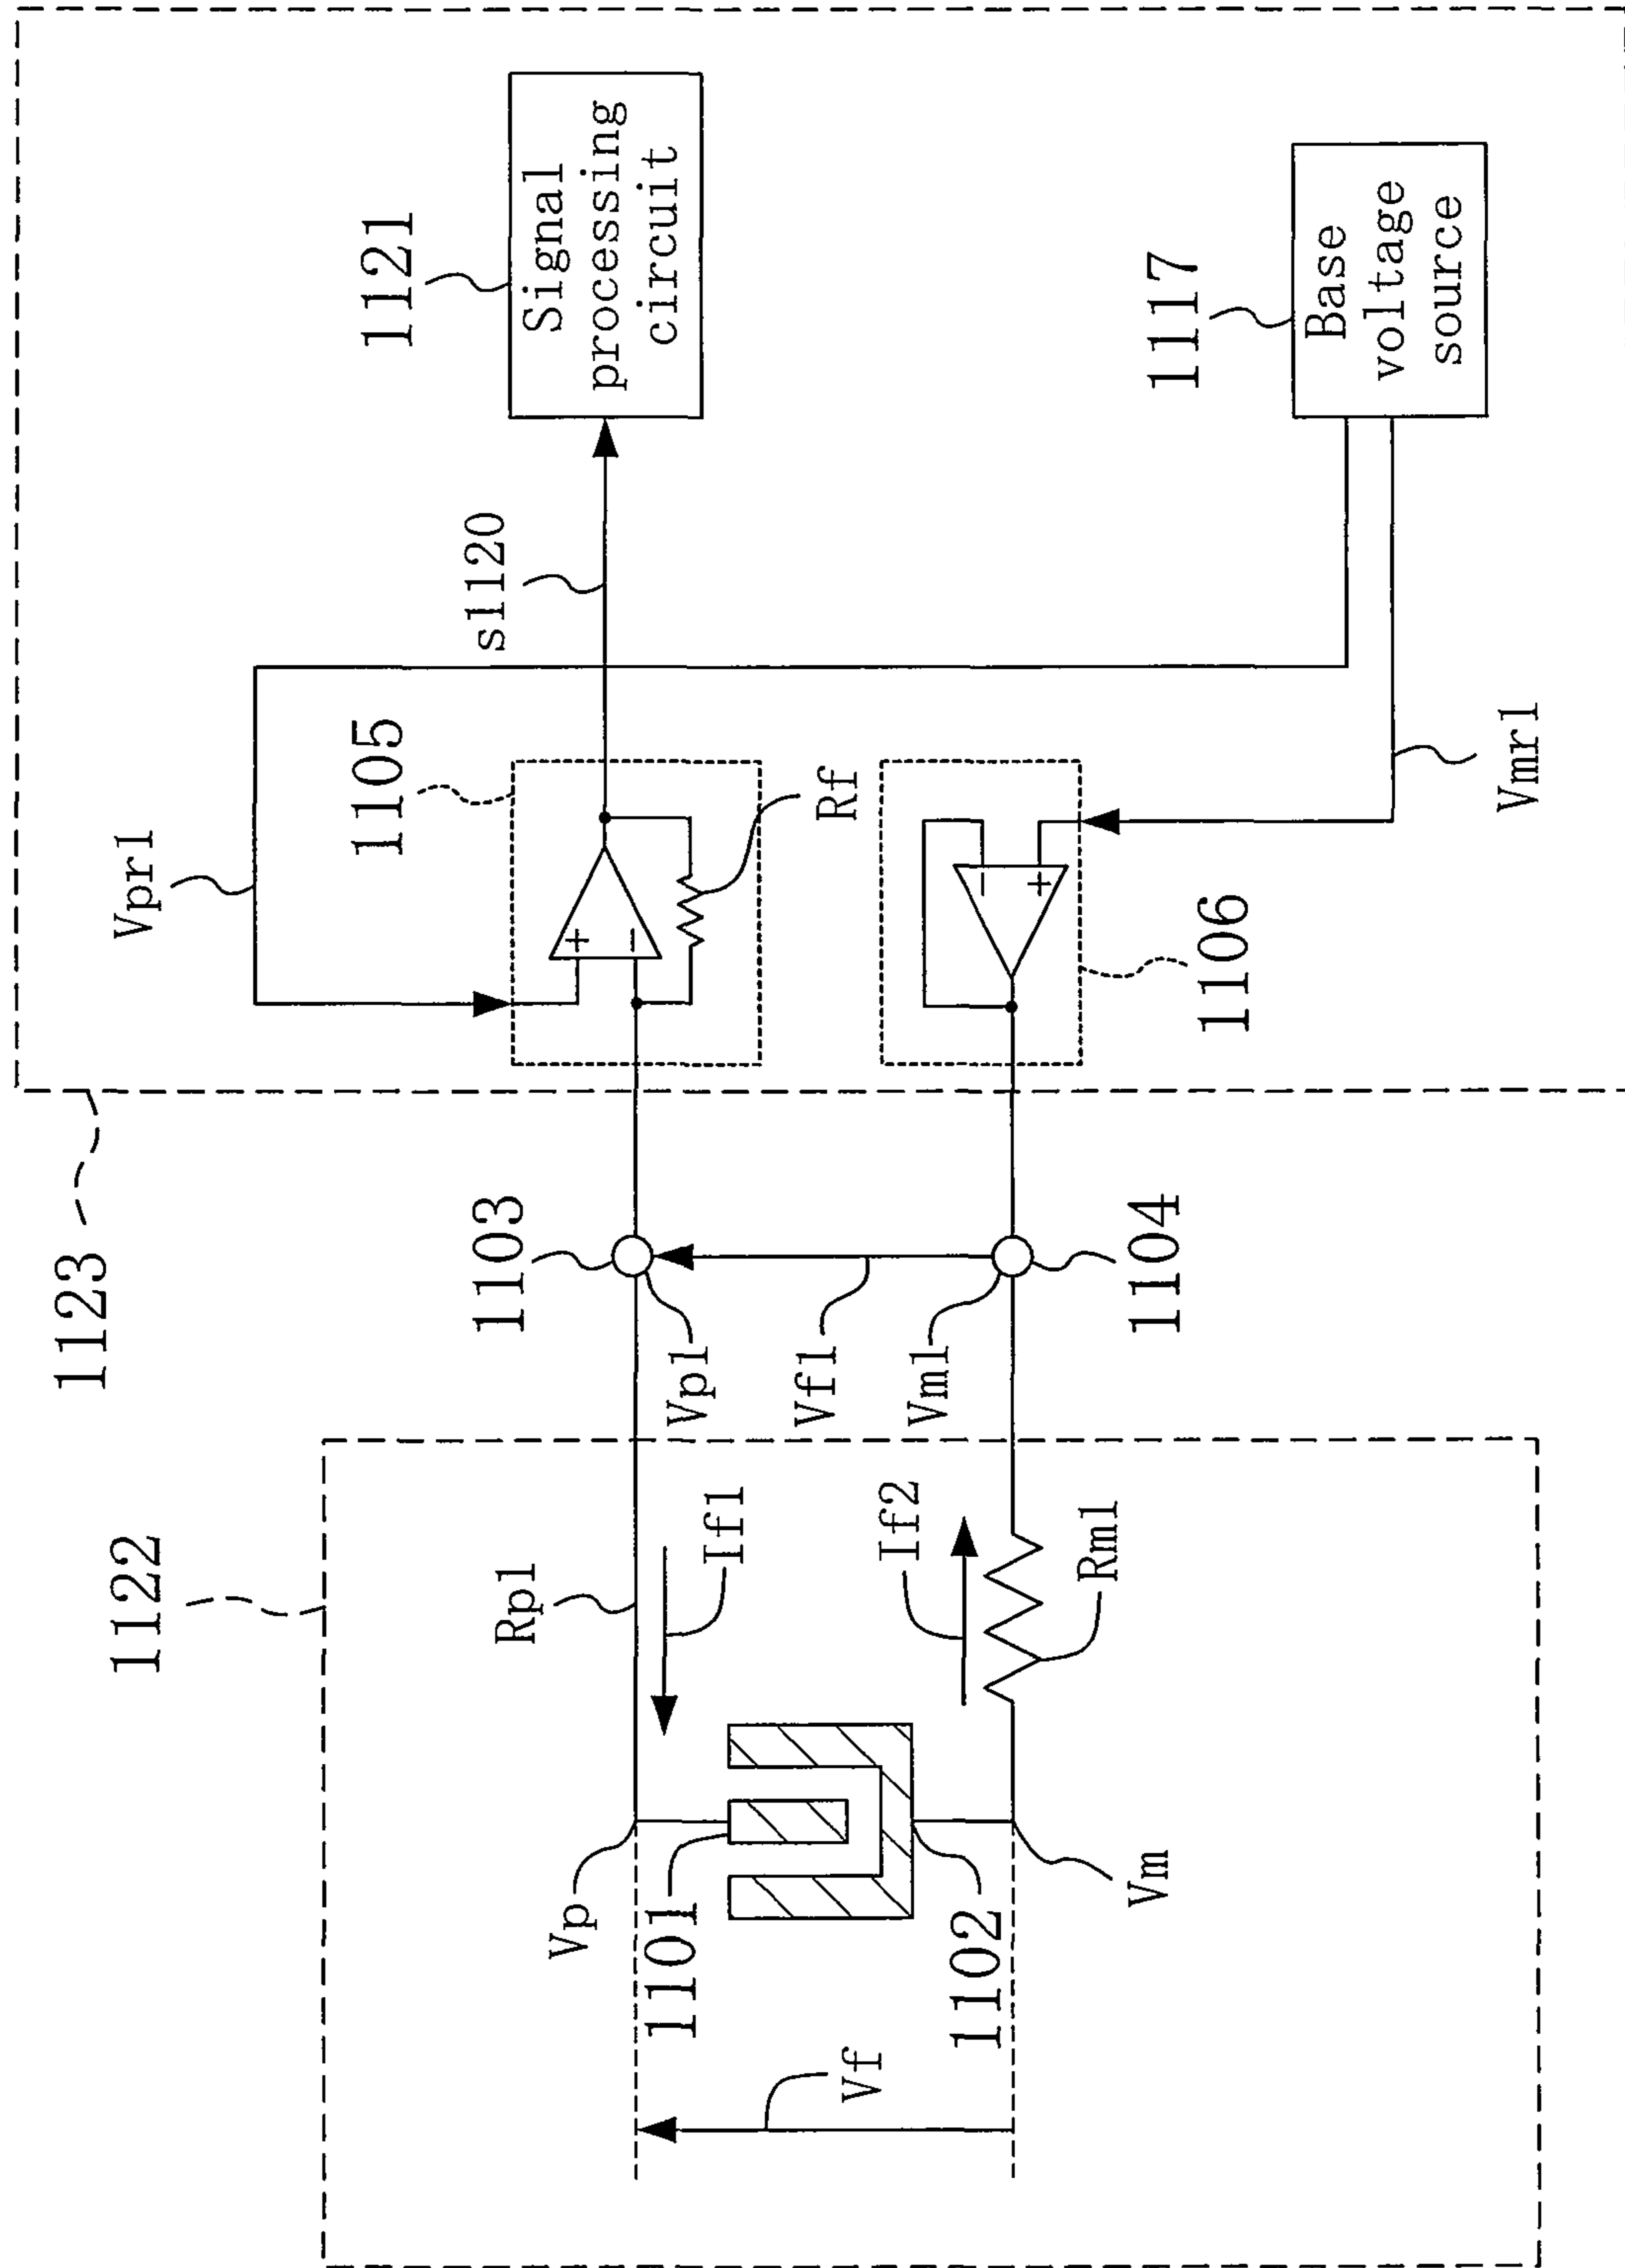 1123
Vpr1
1122
1105
s1120
1121
Signal
processing
circuit
1103
Rp1
Vp
If1
Vp1
1101
Rf
Vf
Vf1
If2
Vm1
1102
1104
Rm1
Vm
1106
1117
Base
voltage
source
Vmr1
+
−
−
+